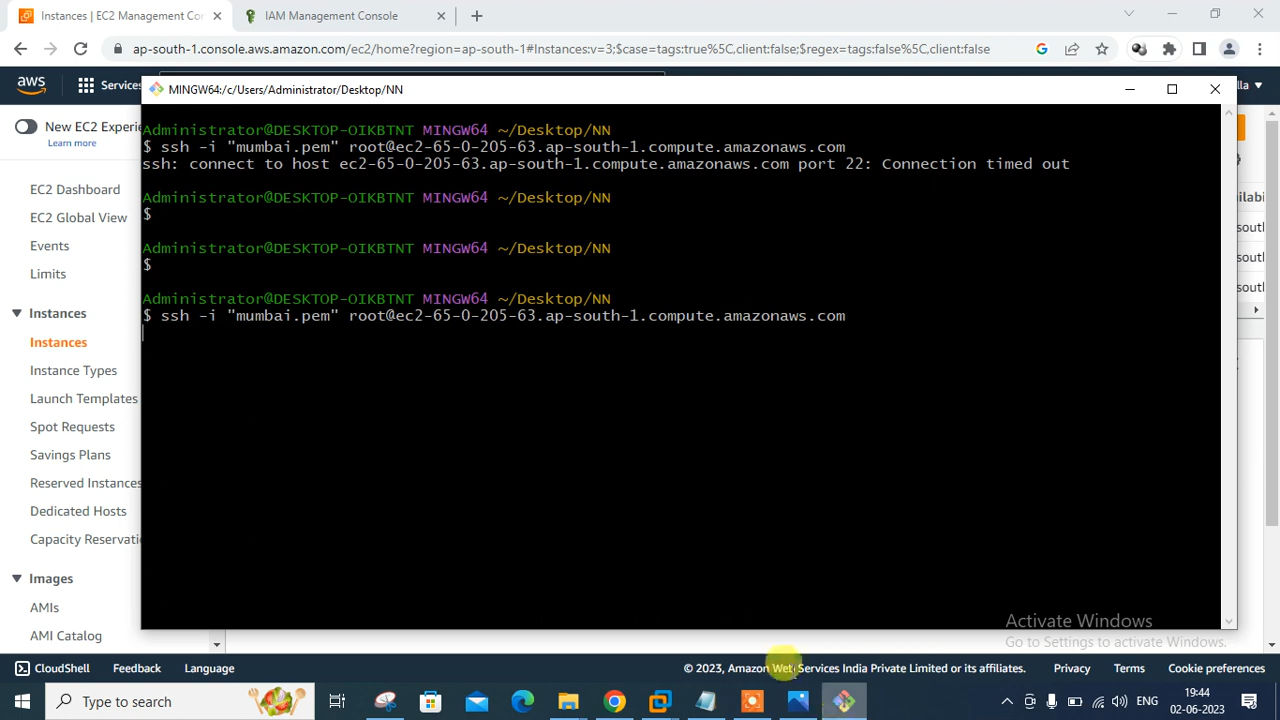 Instances | EC2 Management Con
IAM Management Console
ap-south-1.console.aws.amazon.com/ec2/home?region=ap-south-1#Instances:v=3;$case=tags:true%5C,client:false;$regex=tags:false%5C,client:false
aws
Services
MINGW64:/c/Users/Administrator/Desktop/NN
lla
New EC2 Experie
Learn more
EC2 Dashboard
EC2 Global View
Events
Limits
Instances
Instances
Instance Types
Launch Templates
Spot Requests
Savings Plans
Reserved Instances
Dedicated Hosts
Capacity Reservati
Images
AMIs
AMI Catalog
Administrator@DESKTOP-OIKBTNT MINGW64 ~/Desktop/NN
$ ssh -i "mumbai.pem" root@ec2-65-0-205-63.ap-south-1.compute.amazonaws.com
ssh: connect to host ec2-65-0-205-63.ap-south-1.compute.amazonaws.com port 22: Connection timed out
Administrator@DESKTOP-OIKBTNT MINGW64 ~/Desktop/NN
$
Administrator@DESKTOP-OIKBTNT MINGW64 ~/Desktop/NN
$
Administrator@DESKTOP-OIKBTNT MINGW64 ~/Desktop/NN
$ ssh -i "mumbai.pem" root@ec2-65-0-205-63.ap-south-1.compute.amazonaws.com
ilabi
sout
sout
sout
Activate Windows
Go to Settings to activate Windows.
CloudShell
Feedback
Language
© 2023, Amazon Web Services India Private Limited or its affiliates.
Privacy
Terms
Cookie preferences
Type to search
ENG
19:44
02-06-2023